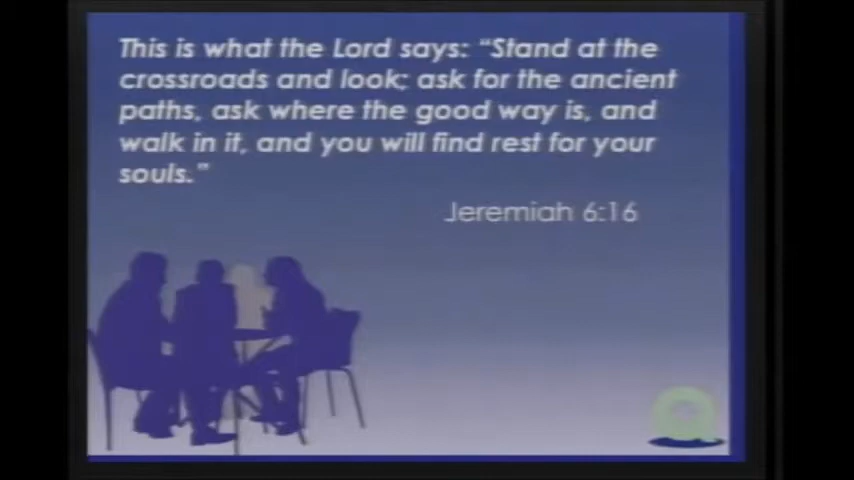 This is what the Lord says: “Stand at the
crossroads and look; ask for the ancient
paths, ask where the good way is, and
walk in it, and you will find rest for your
souls.”
Jeremiah 6:16